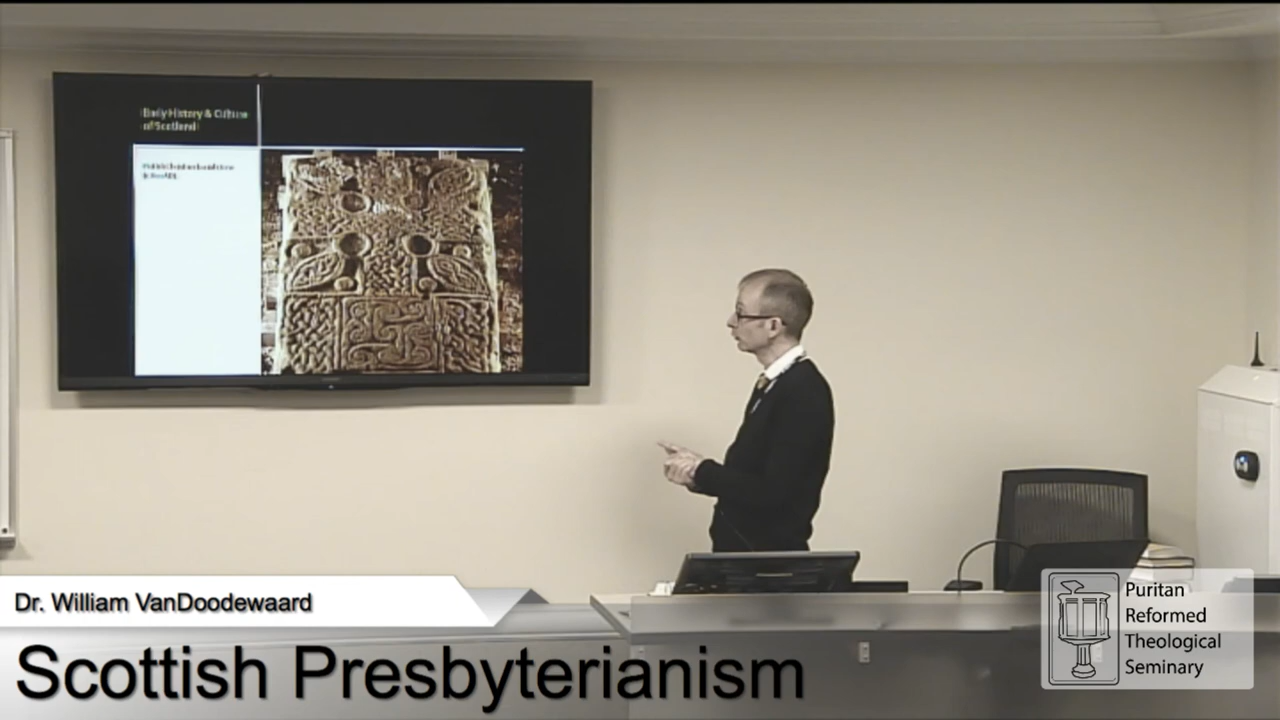 Early History & Culture
of Scotland
Dr. William VanDoodewaard
Scottish Presbyterianism
Puritan
Reformed
Theological
Seminary